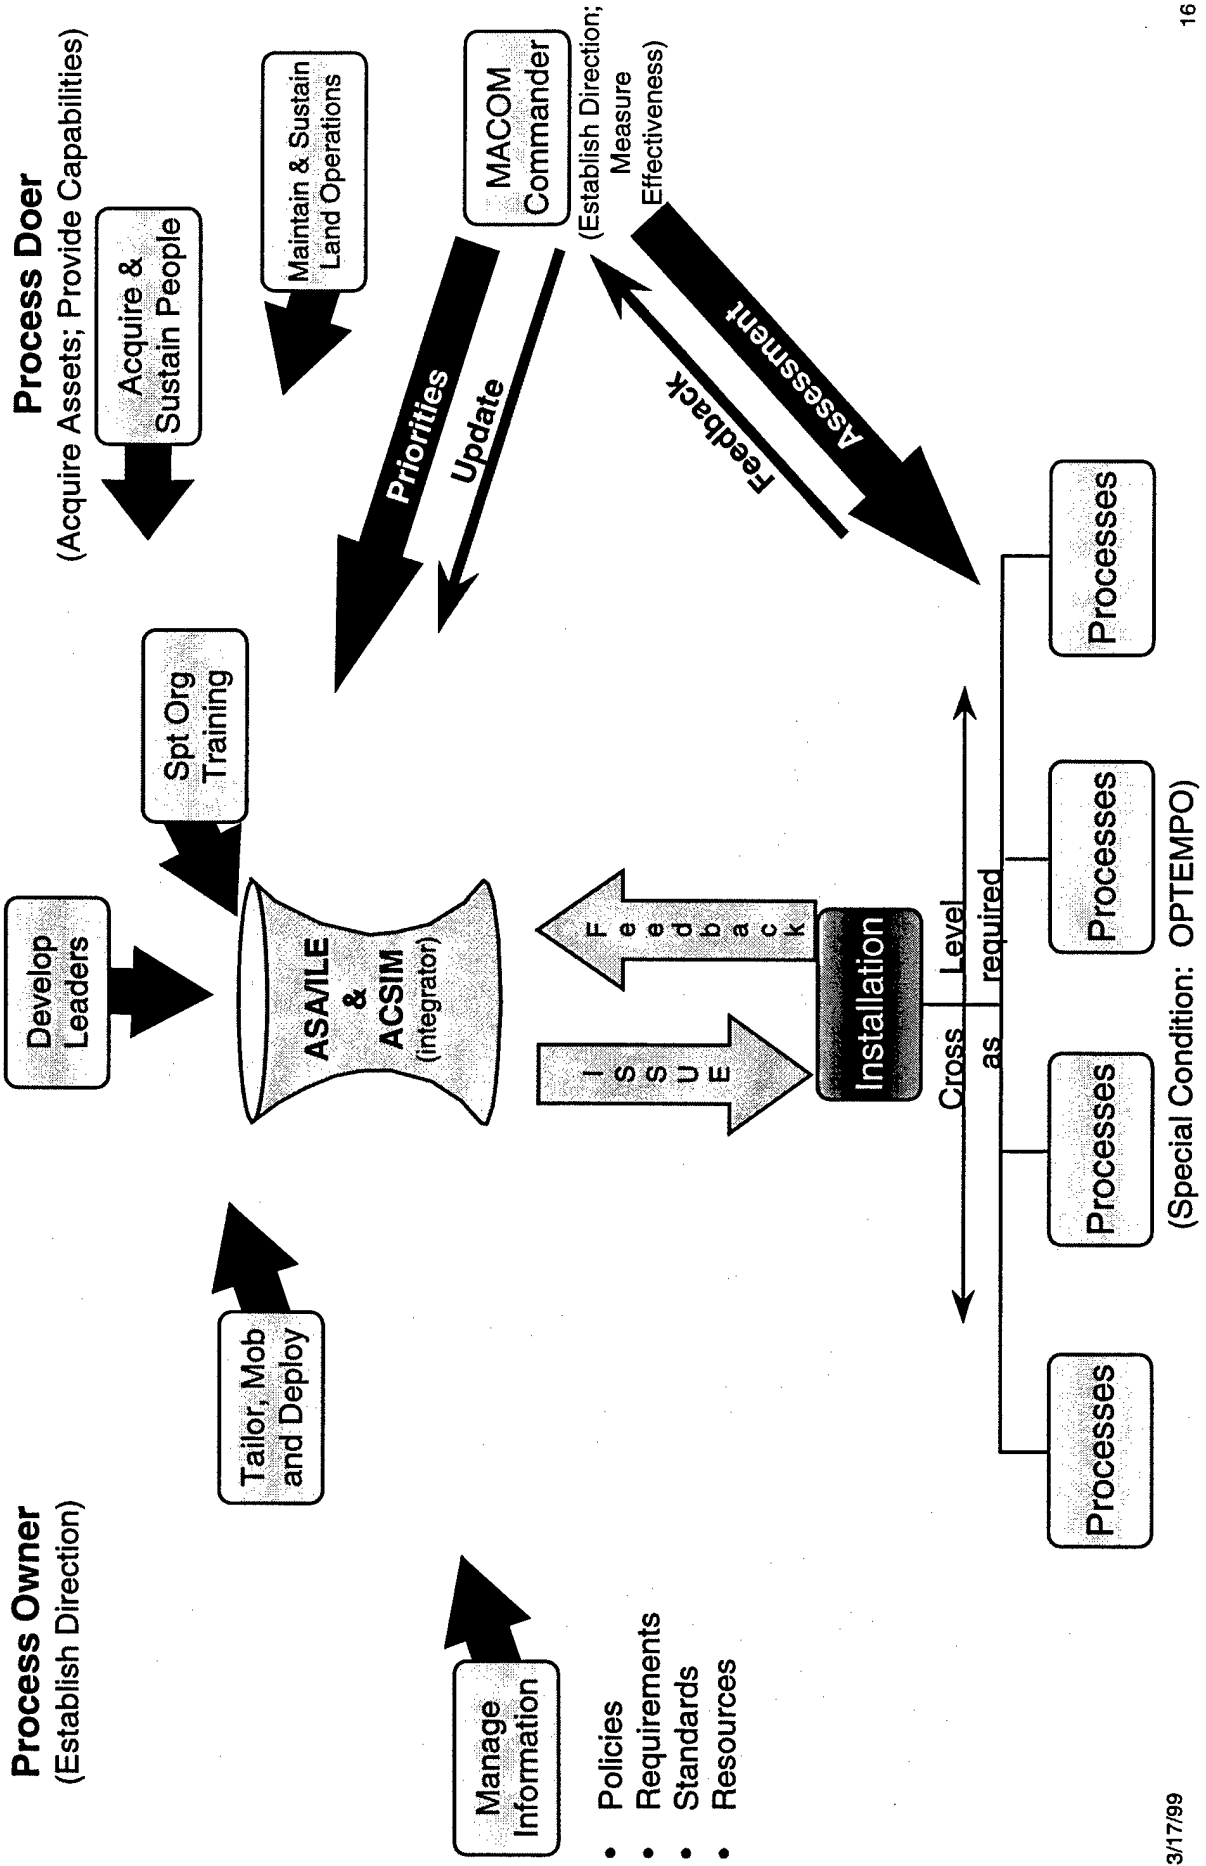 Process Owner
(Establish Direction)
Process Doer
(Acquire Assets; Provide Capabilities)
Develop
Leaders
Spt Org
Training
Acquire &
Sustain People
Tailor, Mob
and Deploy
Maintain & Sustain
Land Operations
Manage
Information
• Policies
• Requirements
• Standards
• Resources
ASA/ILE
&
ACSIM
(integrator)
Priorities
Update
MACOM
Commander
(Establish Direction;
Measure
Effectiveness)
ISSUE
Feedback
Feedback
Assessment
Installation
Cross Level
as required
Processes
Processes
Processes
Processes
(Special Condition: OPTEMPO)
3/17/99
16